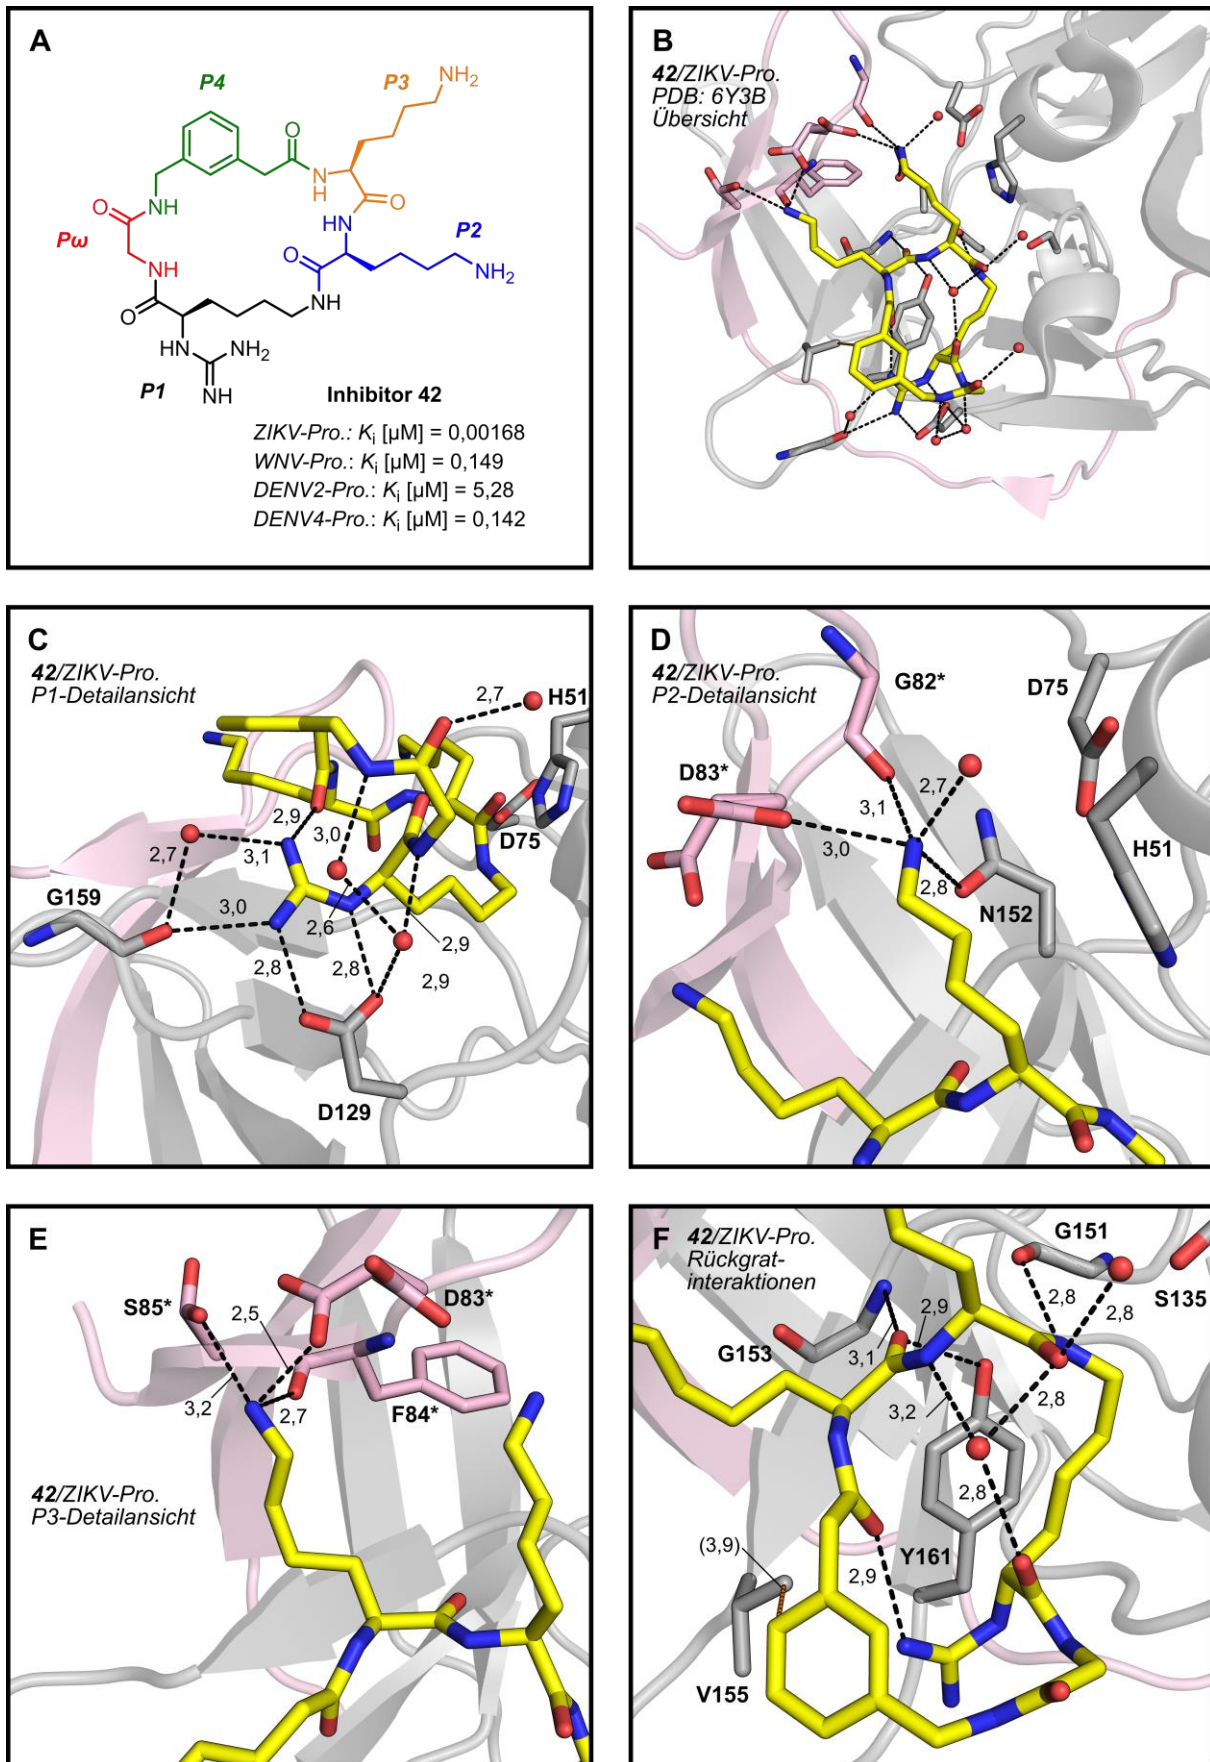 A
P4
P3
NH₂
O
N
H
O
O
NH
HN
Pω
O
P2
NH
O
N
H
NH₂
O
HN
NH₂
NH
P1
Inhibitor 42
ZIKV-Pro.: Kᵢ [µM] = 0,00168
WNV-Pro.: Kᵢ [µM] = 0,149
DENV2-Pro.: Kᵢ [µM] = 5,28
DENV4-Pro.: Kᵢ [µM] = 0,142
B
42/ZIKV-Pro.
PDB: 6Y3B
Übersicht
C
42/ZIKV-Pro.
P1-Detailansicht
2,7
H51
2,9
3,0
D75
2,7
3,1
G159
3,0
2,6
2,9
2,8
2,8
2,9
D129
D
42/ZIKV-Pro.
P2-Detailansicht
G82*
D75
D83*
2,7
3,1
3,0
H51
2,8
N152
E
S85*
2,5
D83*
3,2
2,7
F84*
42/ZIKV-Pro.
P3-Detailansicht
F
42/ZIKV-Pro.
Rückgrat-
interaktionen
G151
2,8
2,8
S135
2,9
G153
3,1
3,2
2,8
2,8
(3,9)
2,9
Y161
V155